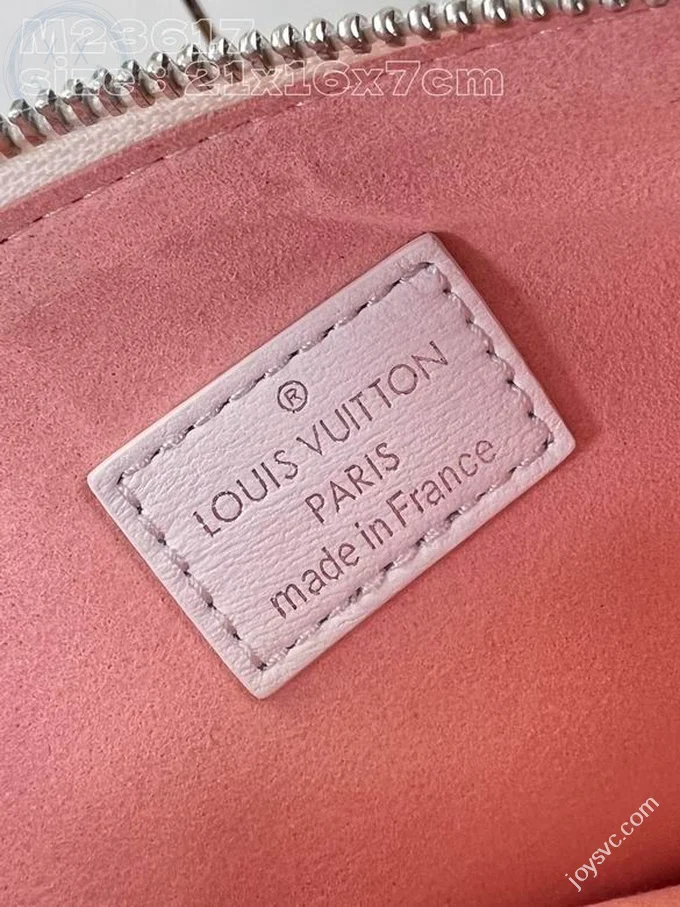 M23617
size: 21x16x7cm
®
LOUIS VUITTON
PARIS
made in France
joysvc.com